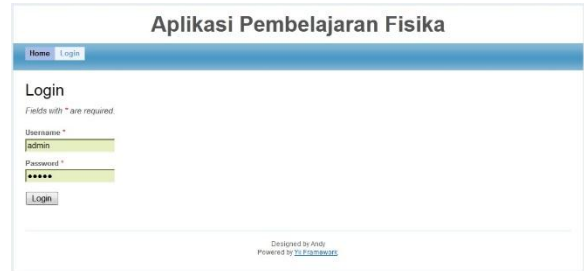 Aplikasi Pembelajaran Fisika
Home Login
Login
Fields with * are required.
Username *
admin
Password *
•••••
Login
Designed by Andy
Powered by Yii Framework